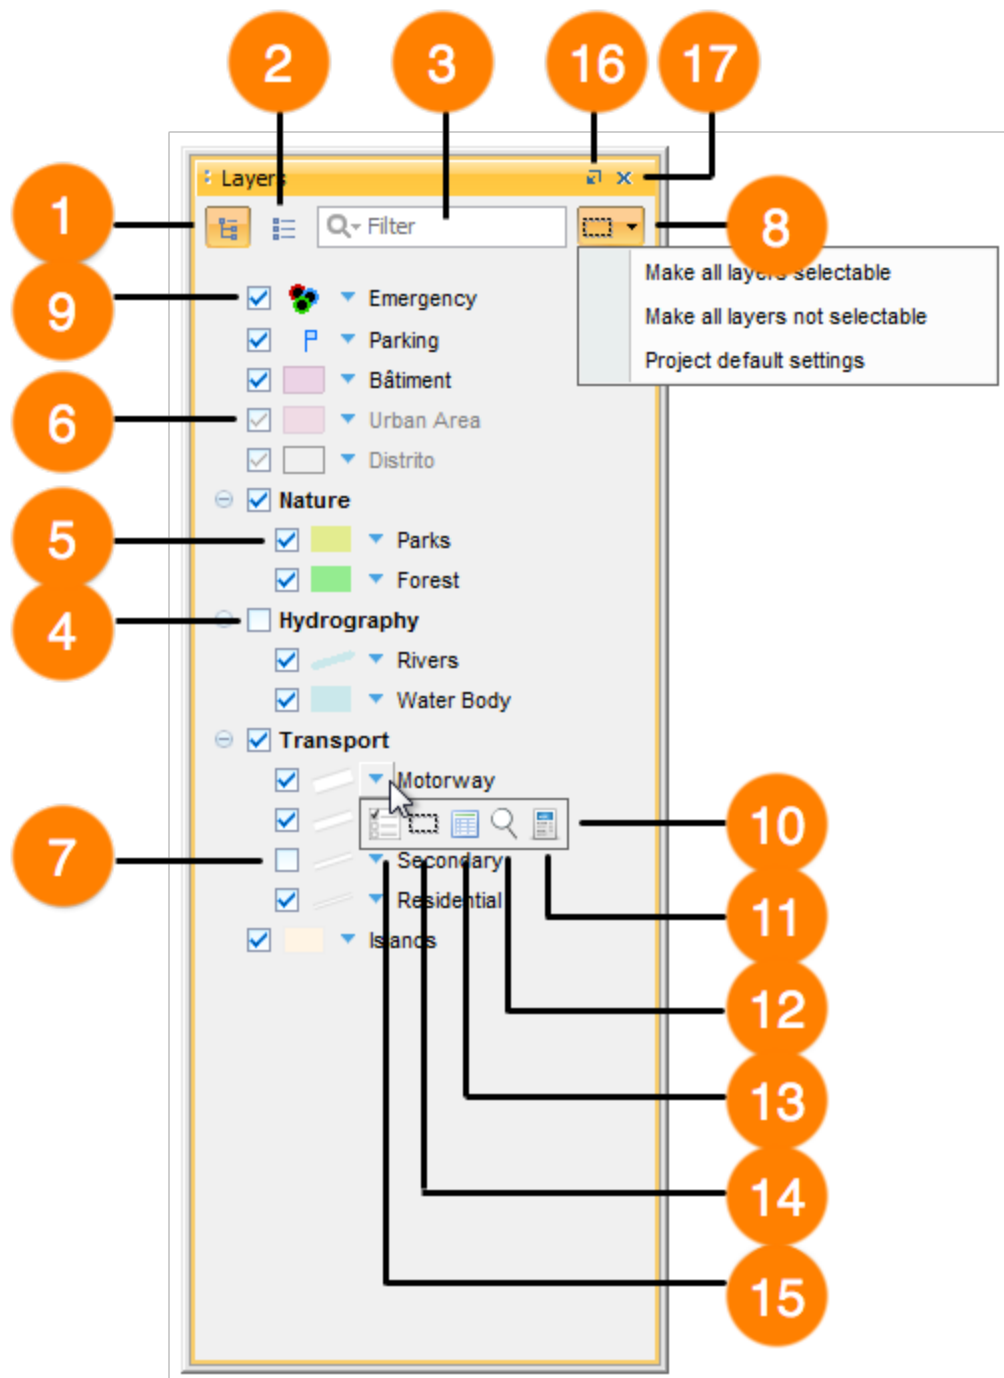 2
3
16
17
Layers
1
Filter
8
Make all layers selectable
Make all layers not selectable
Project default settings
9
Emergency
Parking
Bâtiment
6
Urban Area
Distrito
Nature
5
Parks
Forest
4
Hydrography
Rivers
Water Body
Transport
Motorway
10
7
Secondary
Residential
11
Islands
12
13
14
15